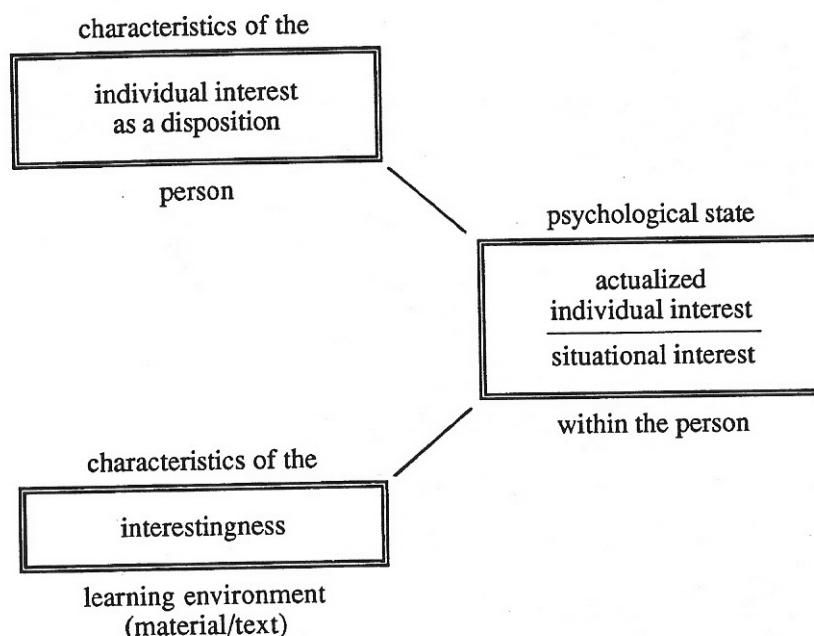 characteristics of the
individual interest
as a disposition
person
psychological state
actualized
individual interest
situational interest
within the person
characteristics of the
interestingness
learning environment
(material/text)